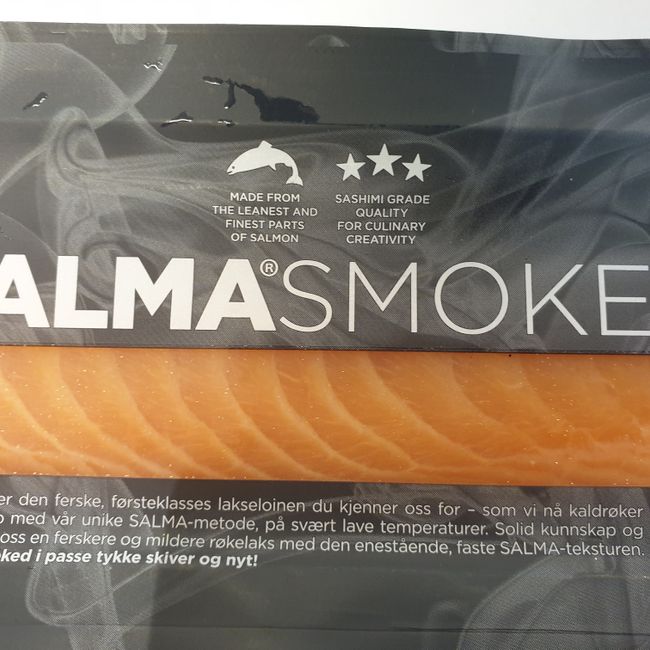 MADE FROM
THE LEANEST AND
FINEST PARTS
OF SALMON
SASHIMI GRADE
QUALITY
FOR CULINARY
CREATIVITY
ALMA®SMOKE
er den ferske, førsteklasses lakseloinen du kjenner oss for – som vi nå kaldrøker
med vår unike SALMA-metode, på svært lave temperaturer. Solid kunnskap og
oss en ferskere og mildere røkelaks med den enestående, faste SALMA-teksturen.
ked i passe tykke skiver og nyt!